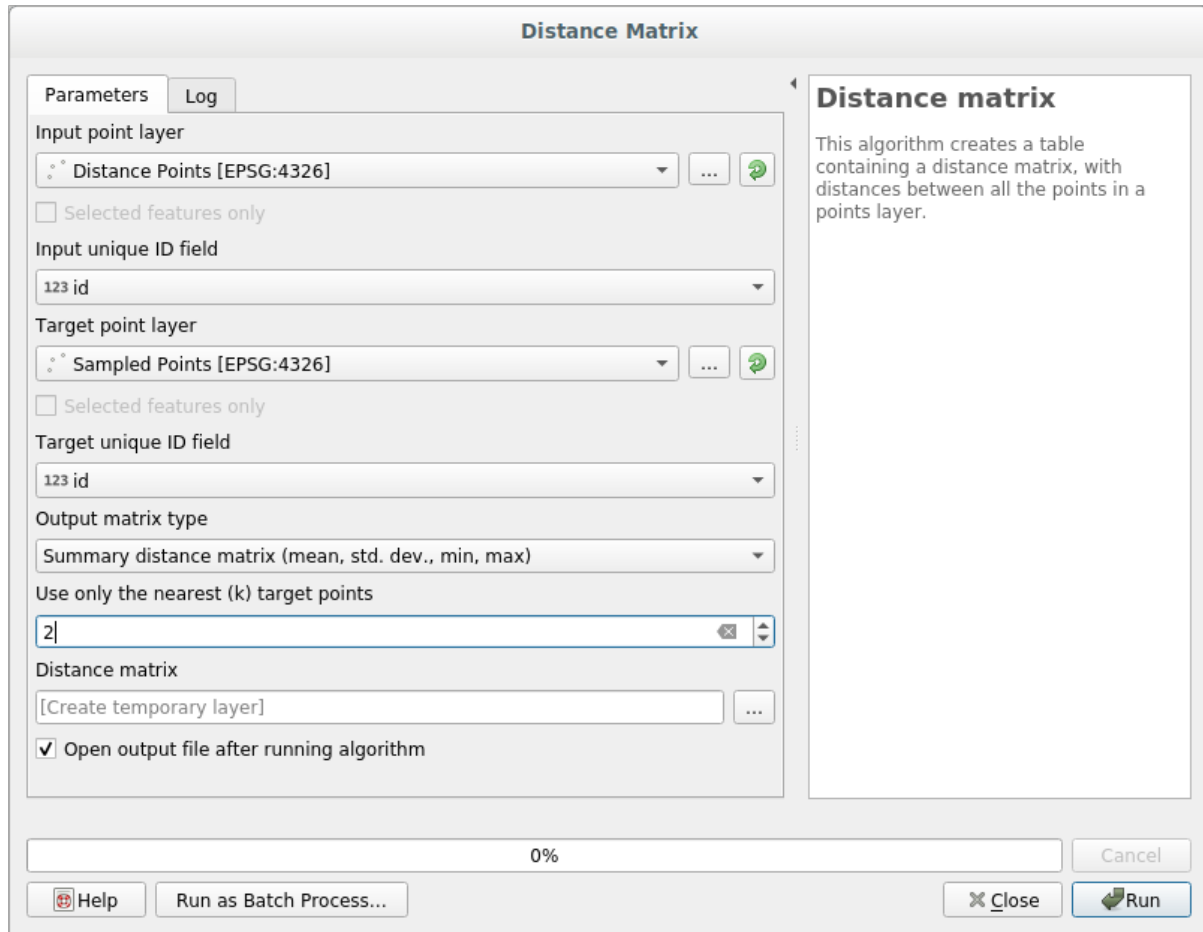 Distance Matrix
Parameters
Log
Input point layer
Distance Points [EPSG:4326]
...
Selected features only
Input unique ID field
123 id
Target point layer
Sampled Points [EPSG:4326]
...
Selected features only
Target unique ID field
123 id
Output matrix type
Summary distance matrix (mean, std. dev., min, max)
Use only the nearest (k) target points
2
Distance matrix
[Create temporary layer]
...
Open output file after running algorithm
Distance matrix
This algorithm creates a table
containing a distance matrix, with
distances between all the points in a
points layer.
0%
Cancel
Help
Run as Batch Process...
Close
Run